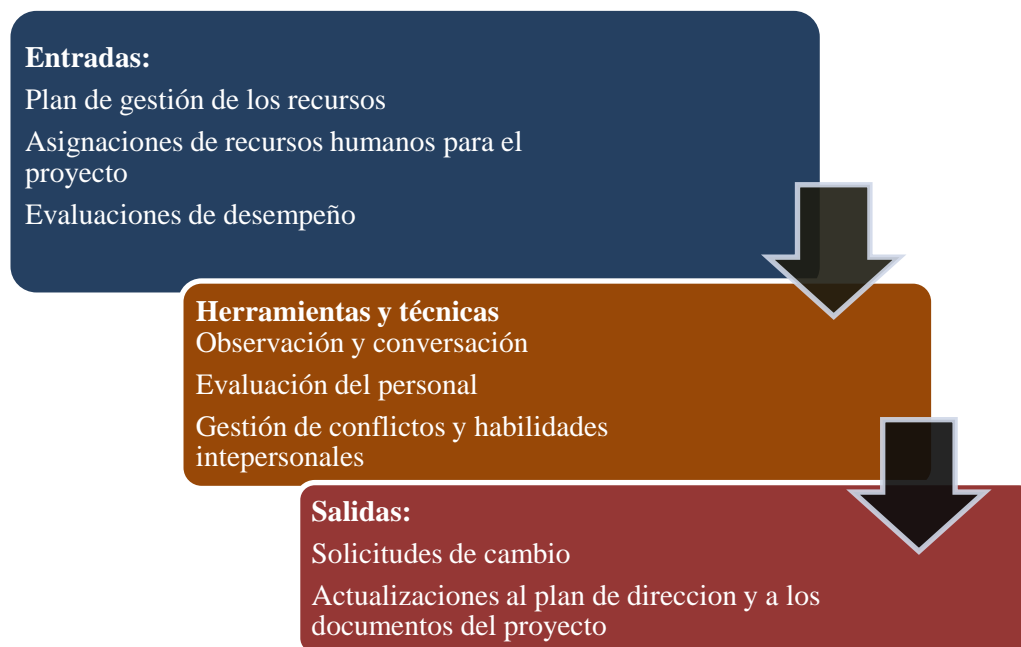 Entradas:
Plan de gestión de los recursos
Asignaciones de recursos humanos para el
proyecto
Evaluaciones de desempeño
Herramientas y técnicas
Observación y conversación
Evaluación del personal
Gestión de conflictos y habilidades
intepersonales
Salidas:
Solicitudes de cambio
Actualizaciones al plan de direccion y a los
documentos del proyecto